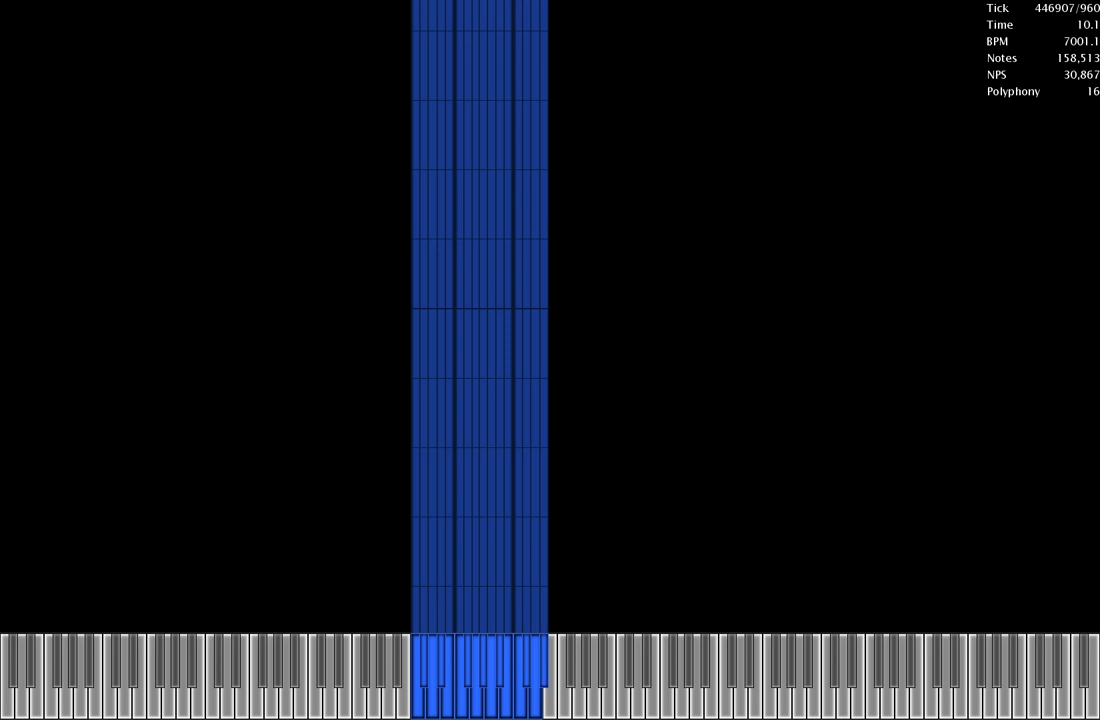 Tick 446907/960
Time 10.1
BPM 7001.1
Notes 158,513
NPS 30,867
Polyphony 16